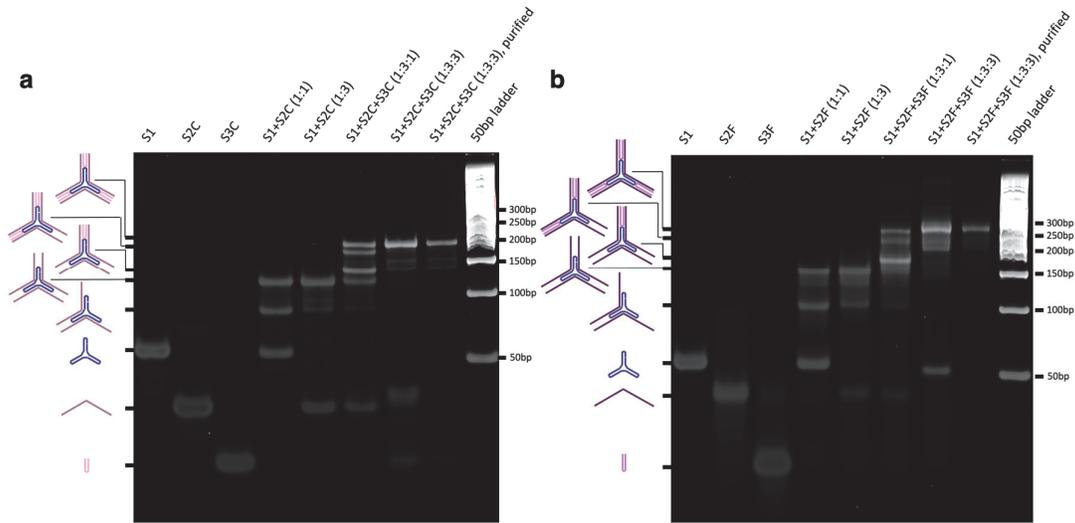 a
S1
S2C
S3C
S1+S2C (1:1)
S1+S2C (1:3)
S1+S2C+S3C (1:3:1)
S1+S2C+S3C (1:3:3)
S1+S2C+S3C (1:3:3), purified
50bp ladder
300bp
250bp
200bp
150bp
100bp
50bp
b
S1
S2F
S3F
S1+S2F (1:1)
S1+S2F (1:3)
S1+S2F+S3F (1:3:1)
S1+S2F+S3F (1:3:3)
S1+S2F+S3F (1:3:3), purified
50bp ladder
300bp
250bp
200bp
150bp
100bp
50bp